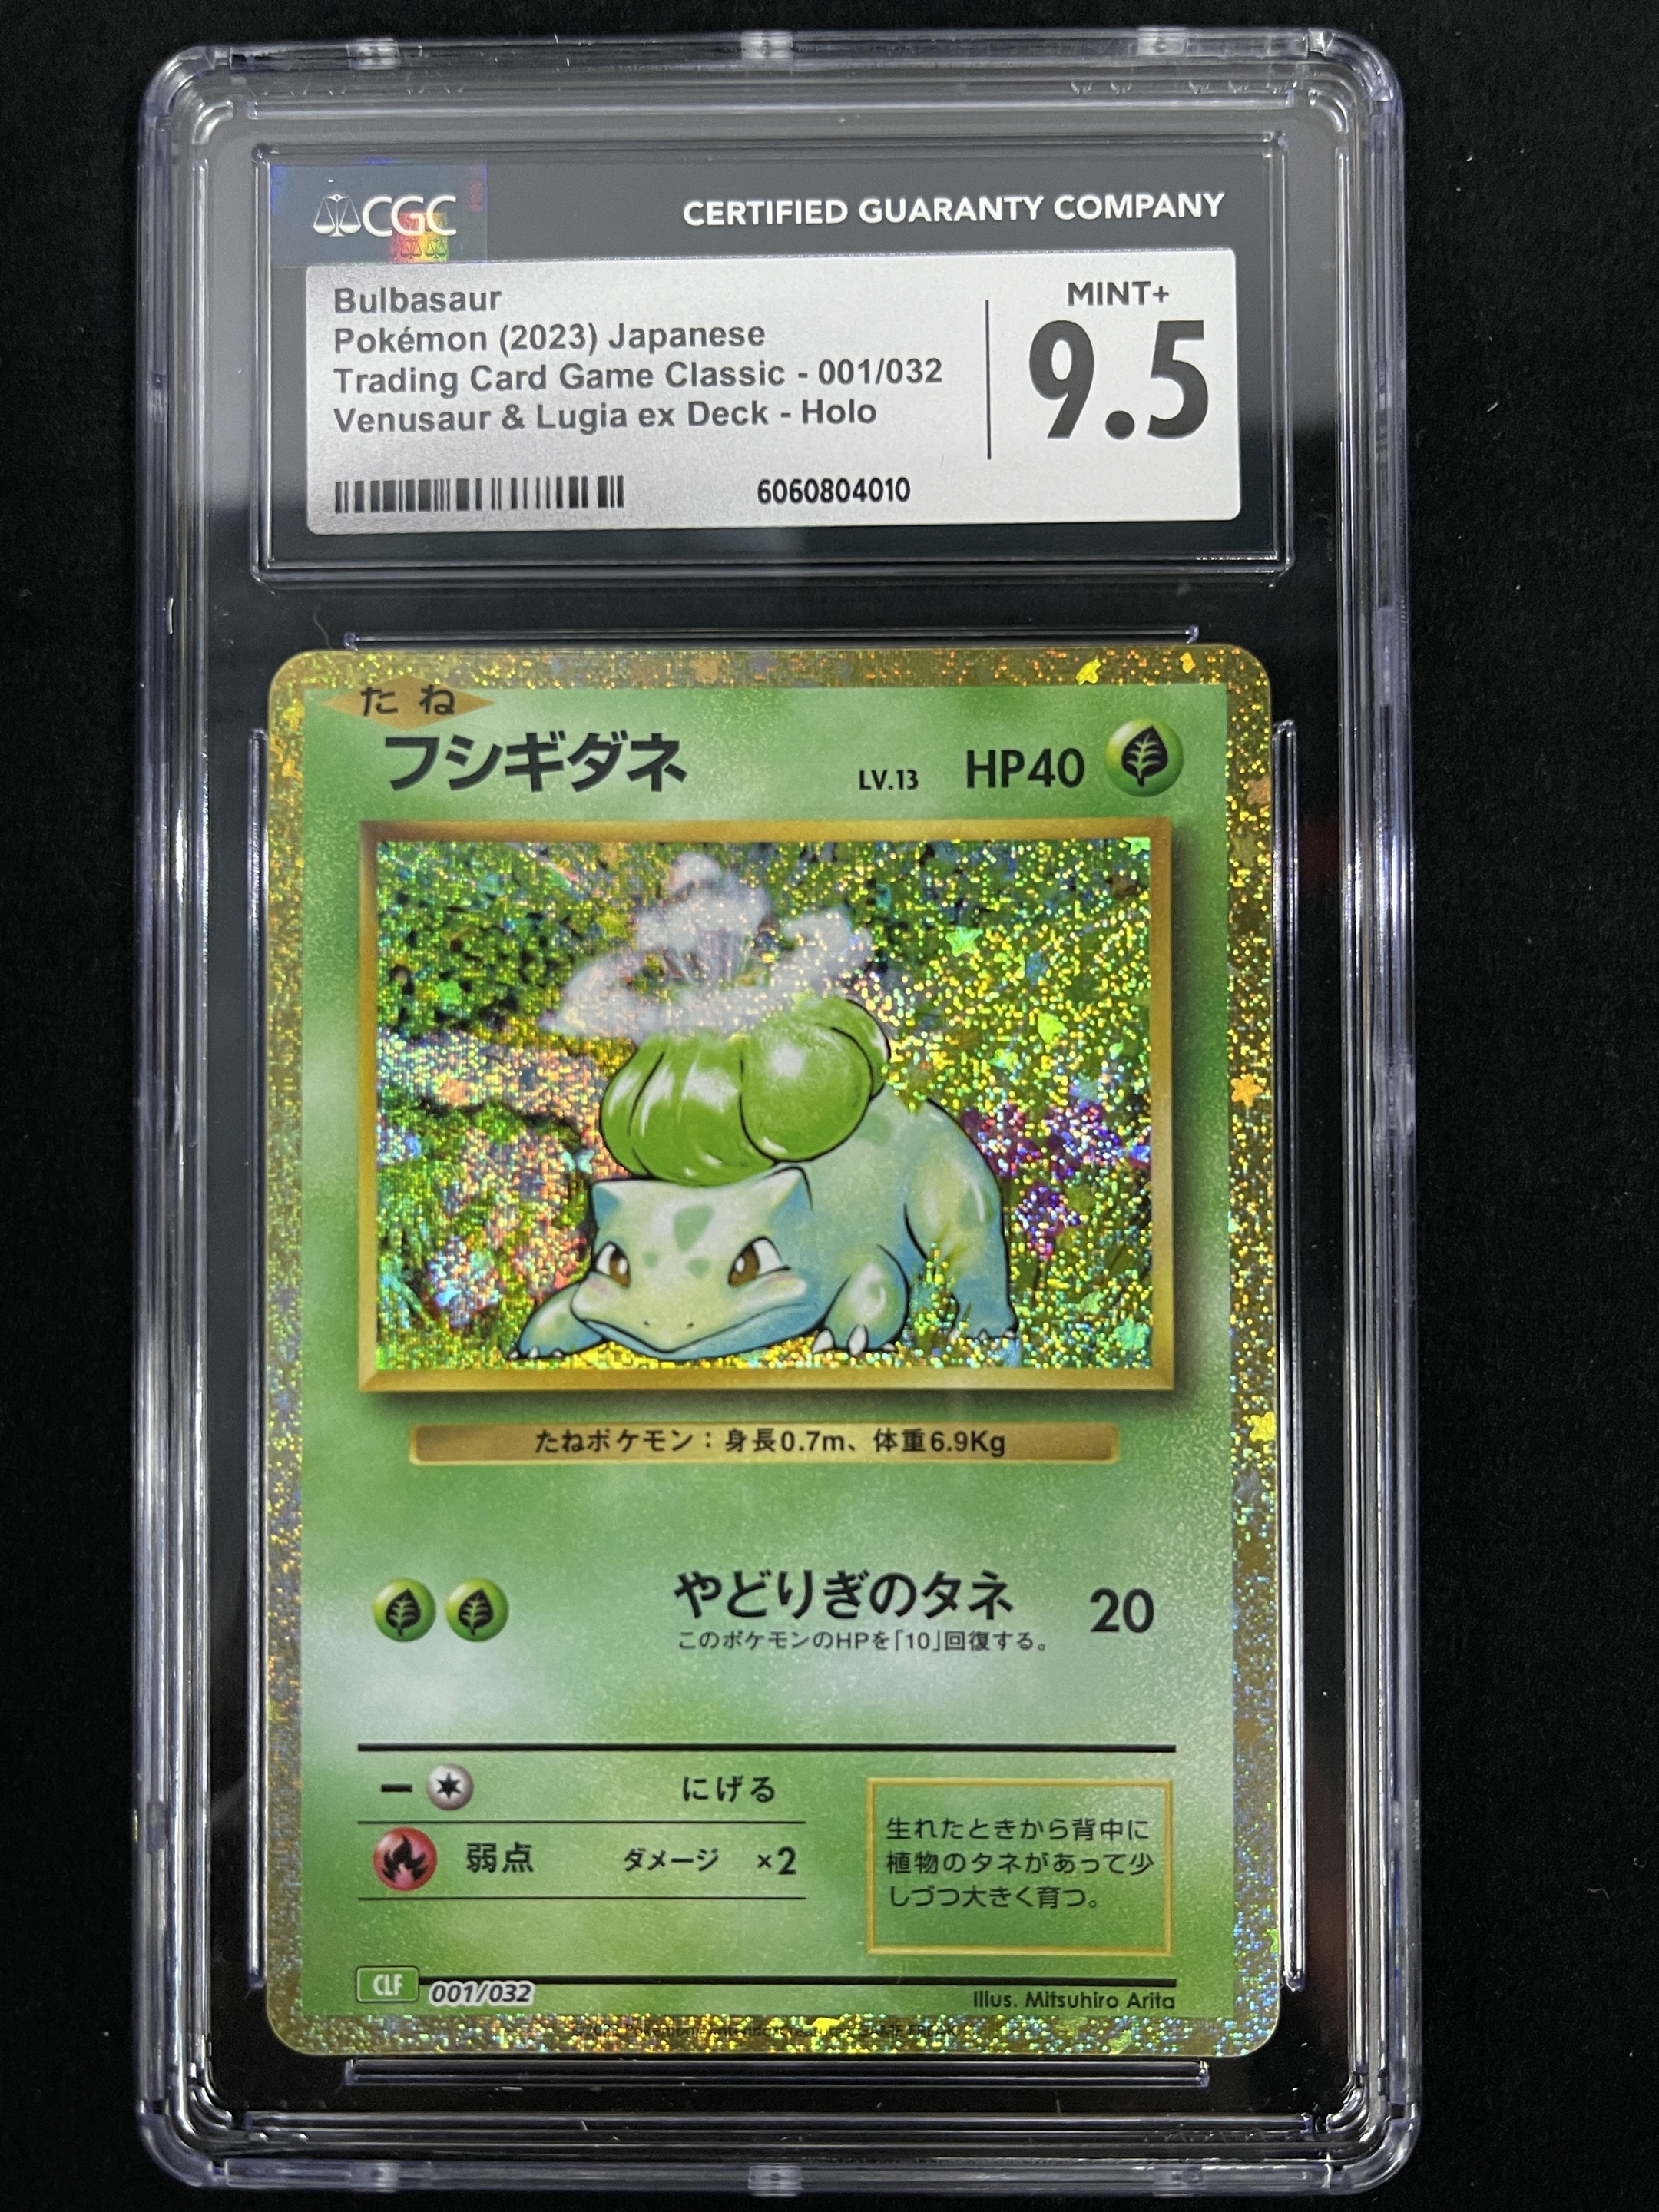 CGC
CERTIFIED GUARANTY COMPANY
Bulbasaur
Pokémon (2023) Japanese
Trading Card Game Classic - 001/032
Venusaur & Lugia ex Deck - Holo
MINT+
9.5
6060804010
たね
フシギダネ
LV.13
HP40
たねポケモン：身長0.7m、体重6.9Kg
やどりぎのタネ 20
このポケモンのHPを「10」回復する。
− にげる
弱点 ダメージ ×2
生れたときから背中に
植物のタネがあって少
しづつ大きく育つ。
CLF 001/032
Illus. Mitsuhiro Arita